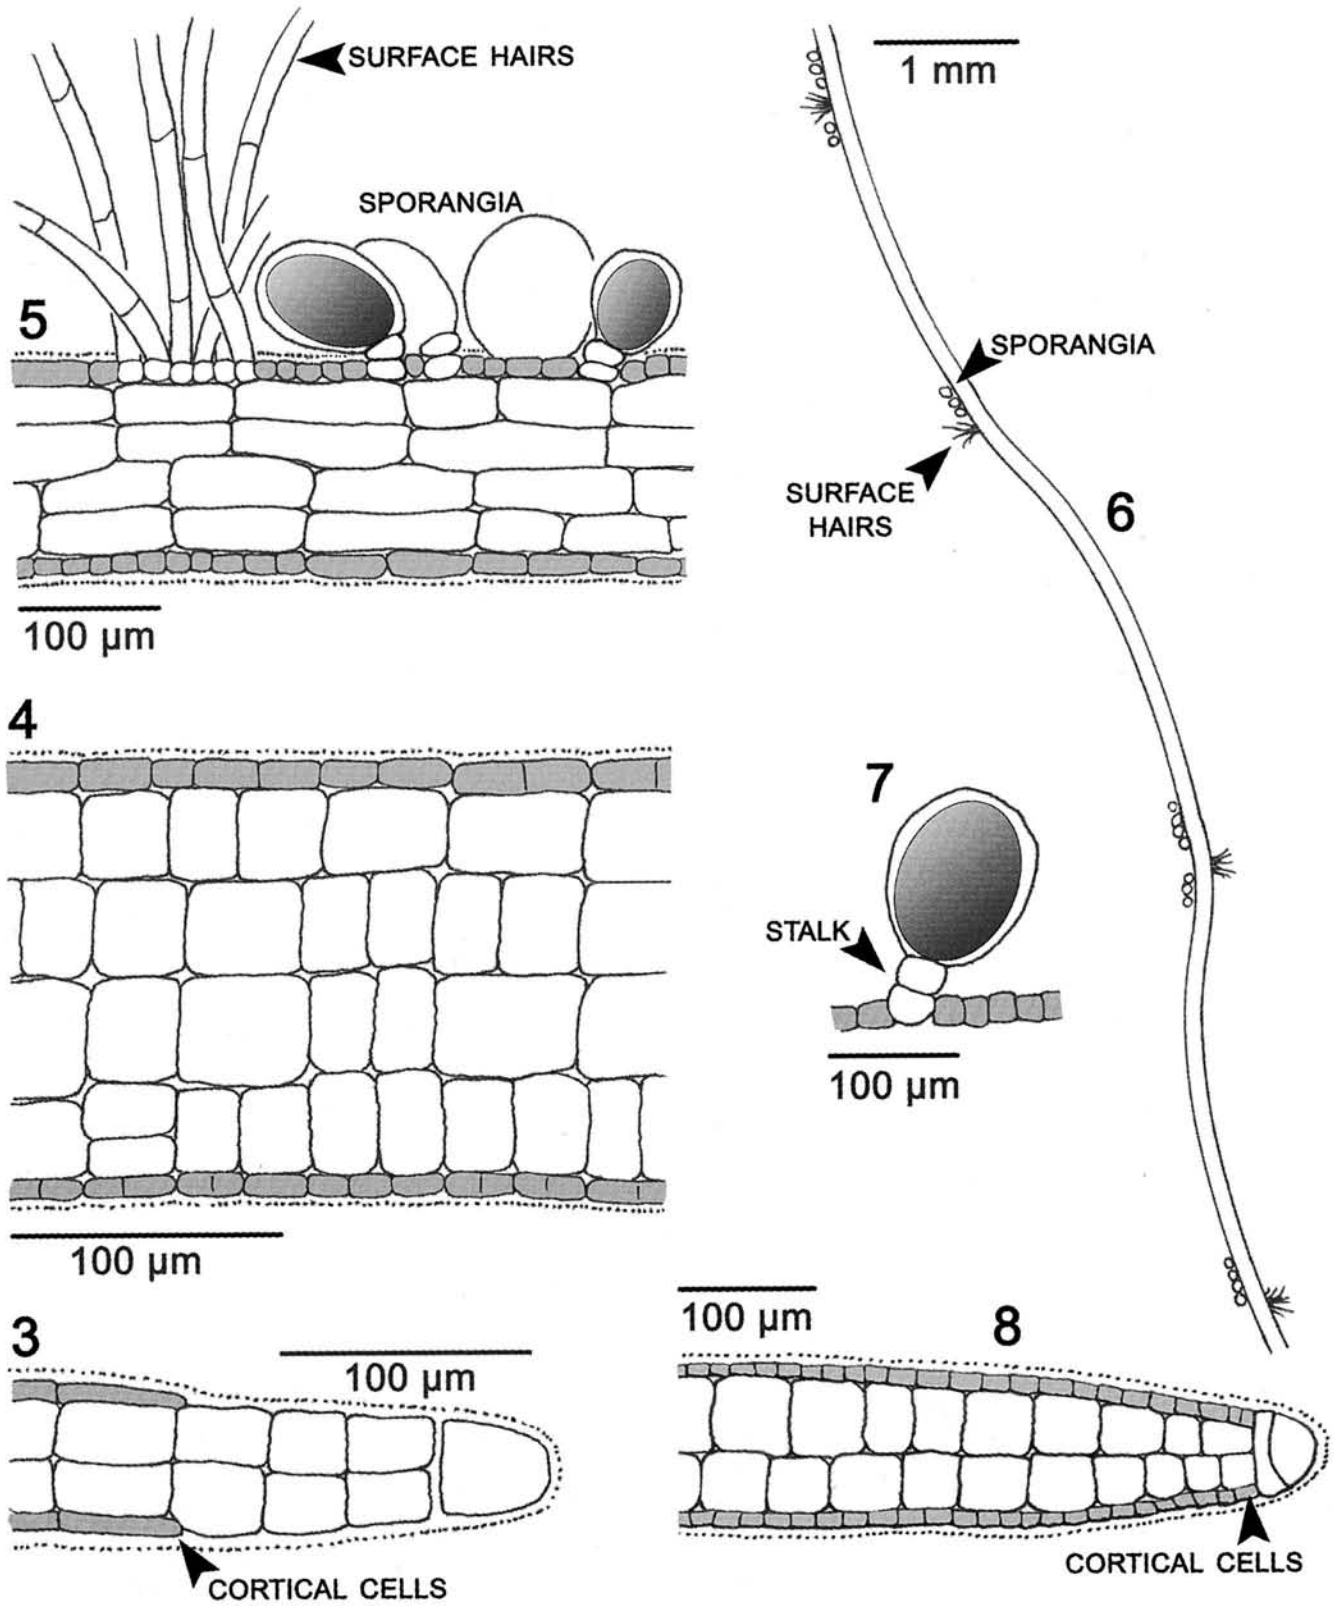 SURFACE HAIRS
SPORANGIA
5
100 µm
4
100 µm
3
100 µm
CORTICAL CELLS
1 mm
SPORANGIA
SURFACE
HAIRS
6
7
STALK
100 µm
100 µm
8
CORTICAL CELLS